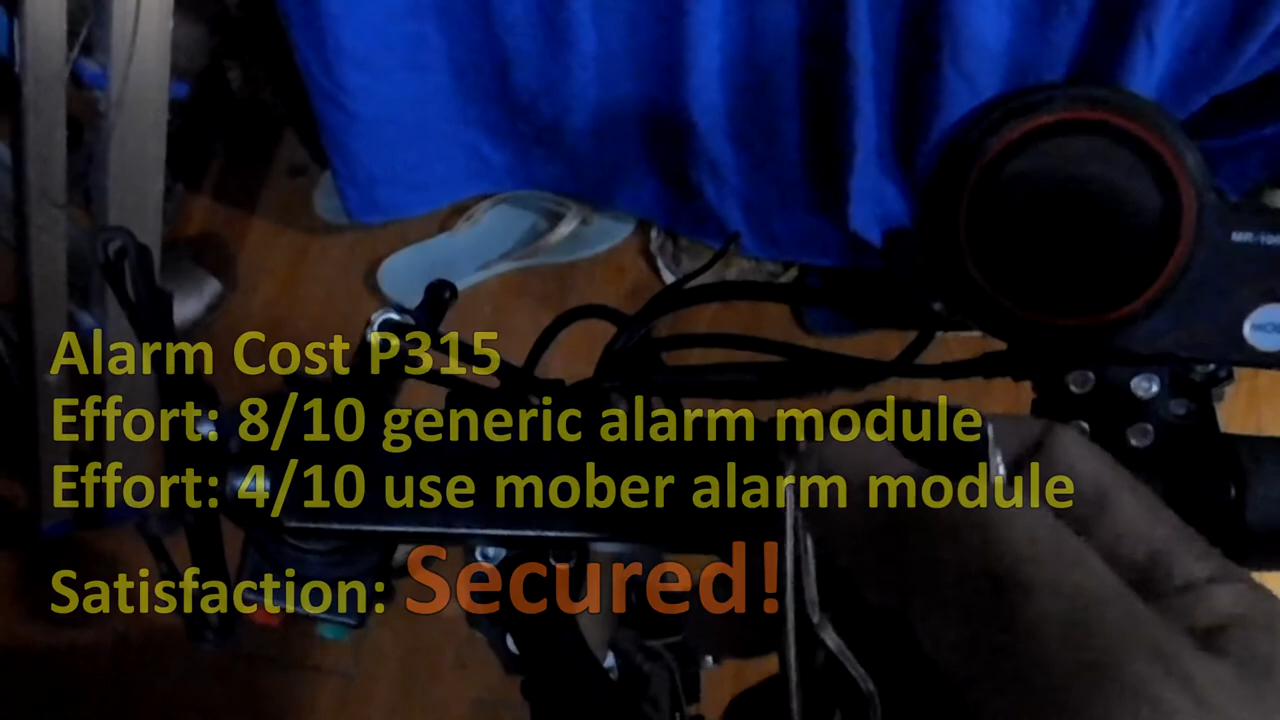 Alarm Cost P315
Effort: 8/10 generic alarm module
Effort: 4/10 use mober alarm module
Satisfaction: Secured!